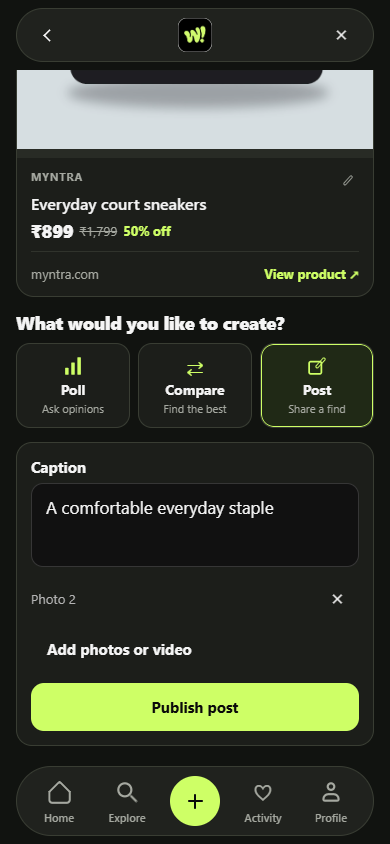 W!
MYNTRA
Everyday court sneakers
₹899 ₹1,799 50% off
myntra.com View product ↗
What would you like to create?
Poll
Ask opinions
Compare
Find the best
Post
Share a find
Caption
A comfortable everyday staple
Photo 2
Add photos or video
Publish post
Home Explore Activity Profile